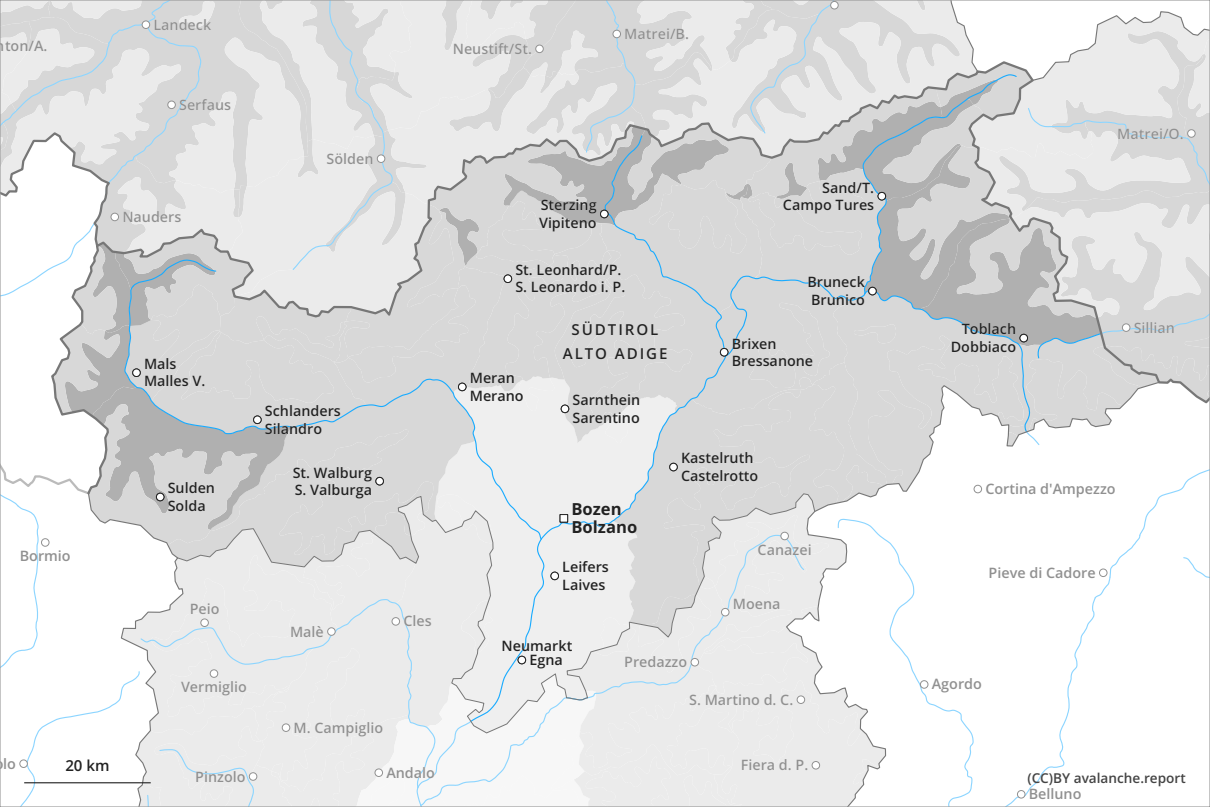 Landeck
Matrei/B.
Neustift/St.
Serfaus
Matrei/O.
Sölden
Sand/T.
Campo Tures
Nauders
Sterzing
Vipiteno
St. Leonhard/P.
S. Leonardo i. P.
Bruneck
Brunico
SÜDTIROL
ALTO ADIGE
Toblach
Dobbiaco
Sillian
Brixen
Bressanone
Mals
Malles V.
Meran
Merano
Sarnthein
Sarentino
Schlanders
Silandro
Kastelruth
Castelrotto
St. Walburg
S. Valburga
Sulden
Solda
Cortina d'Ampezzo
Bozen
Bolzano
Bormio
Canazei
Leifers
Laives
Pieve di Cadore
Peio
Moena
Cles
Malè
Neumarkt
Egna
Predazzo
Vermiglio
Agordo
S. Martino d. C.
M. Campiglio
Fiera d. P.
20 km
Pinzolo
Andalo
(CC)BY avalanche.report
Belluno